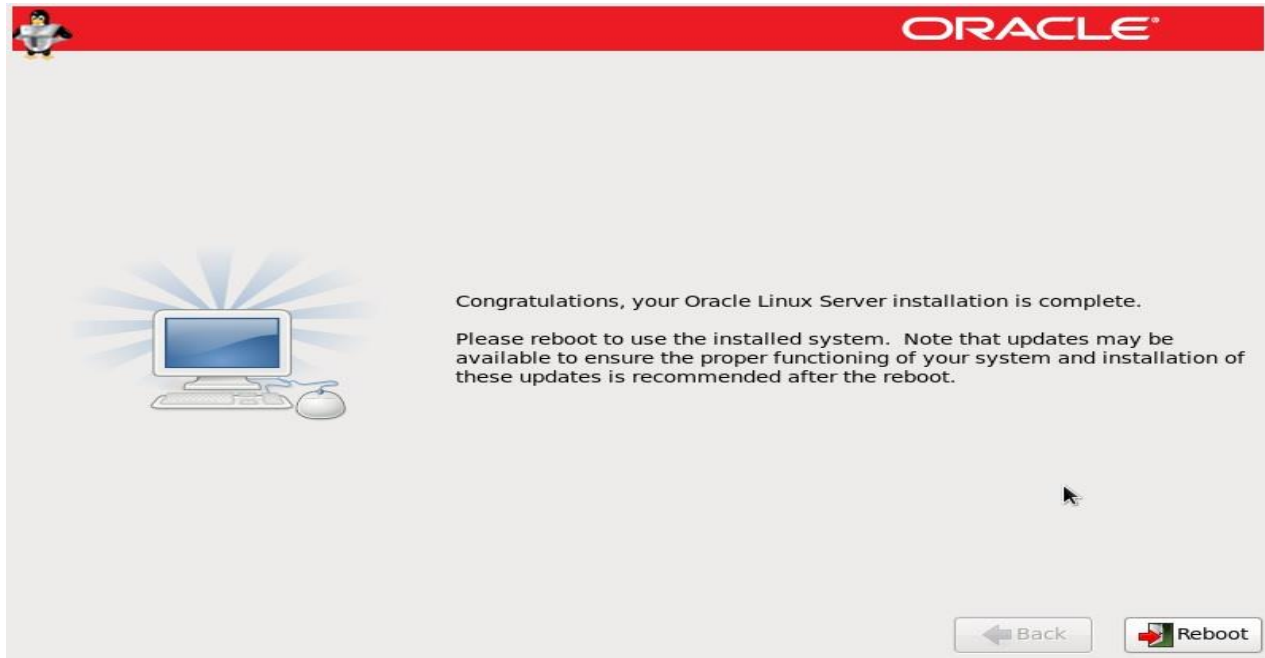 ORACLE®
Congratulations, your Oracle Linux Server installation is complete.
Please reboot to use the installed system. Note that updates may be
available to ensure the proper functioning of your system and installation of
these updates is recommended after the reboot.
Back
Reboot